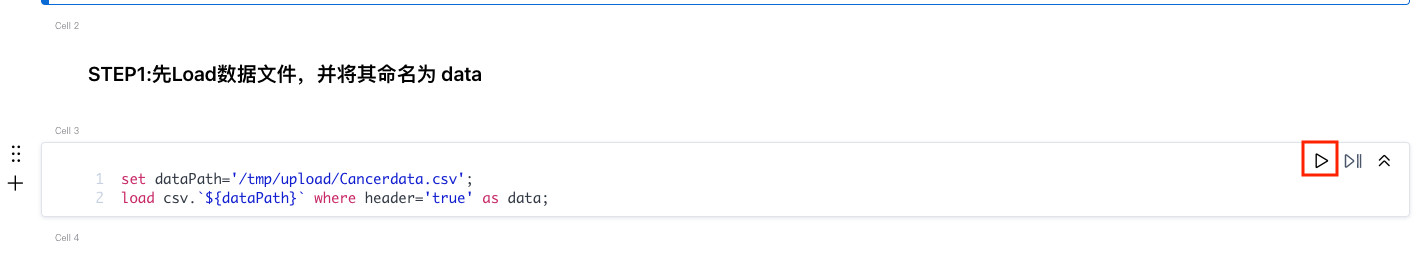 Cell 2
STEP1:先Load数据文件，并将其命名为 data
Cell 3
1 set dataPath='/tmp/upload/Cancerdata.csv';
2 load csv.`${dataPath}` where header='true' as data;
Cell 4